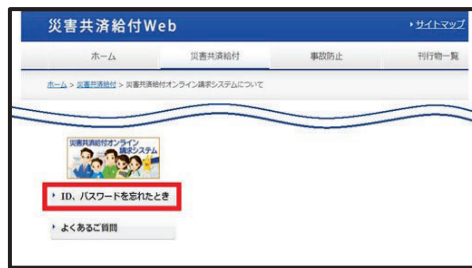 災害共済給付Web
サイトマップ
ホーム 災害共済給付 事故防止 刊行物一覧
ホーム > 災害共済給付 > 災害共済給付オンライン請求システムについて
災害共済給付オンライン
請求システム
ID、パスワードを忘れたとき
よくあるご質問